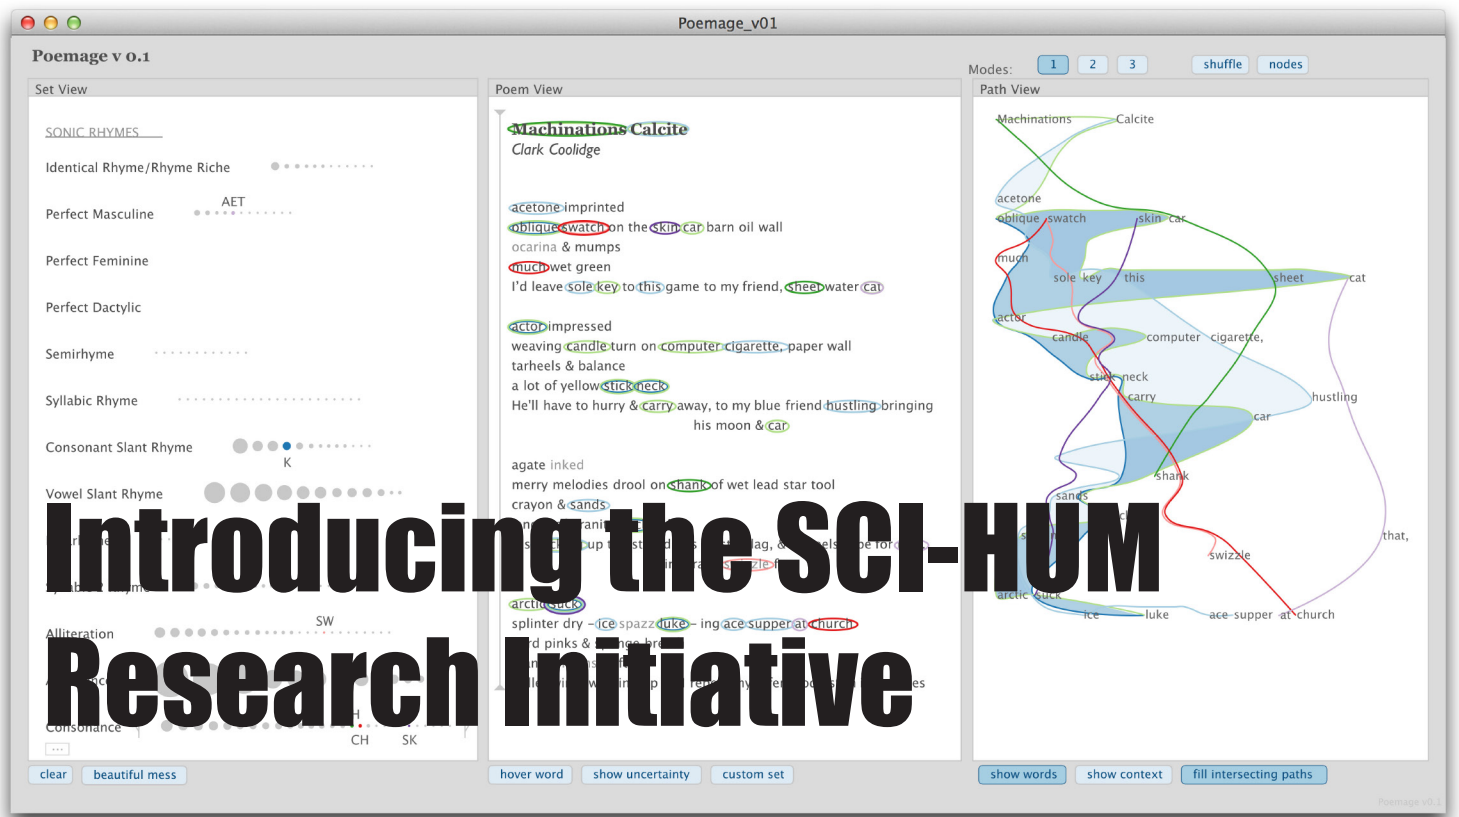 Poemage_v01
Poemage v 0.1
Modes: 1 2 3 shuffle nodes
Set View
SONIC RHYMES
Identical Rhyme/Rhyme Riche
AET
Perfect Masculine
Perfect Feminine
Perfect Dactylic
Semirhyme
Syllabic Rhyme
Consonant Slant Rhyme
K
Vowel Slant Rhyme
SW
Alliteration
Consonance
CH SK
...
clear beautiful mess
Poem View
Machinations Calcite
Clark Coolidge
acetone imprinted
oblique swatch on the skin car barn oil wall
ocarina & mumps
much wet green
I'd leave sole key to this game to my friend, sheet water cat
actor impressed
weaving candle turn on computer cigarette, paper wall
tarheels & balance
a lot of yellow stick neck
He'll have to hurry & carry away, to my blue friend hustling bringing
his moon & car
agate inked
merry melodies drool on shank of wet lead star tool
crayon & sands
arctic suck
splinter dry – ice spazz luke – ing ace supper at church
hover word show uncertainty custom set
Path View
Machinations Calcite
acetone
oblique swatch skin car
much
sole key this sheet cat
actor
candle computer cigarette,
stick neck
carry hustling
car
shank
sands
that,
swizzle
arctic suck
ice luke ace supper at church
show words show context fill intersecting paths
Poemage v0.1
Introducing the SCI-HUM
Research Initiative